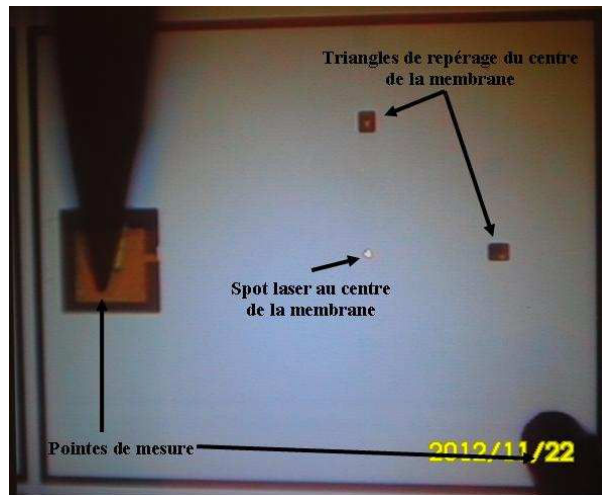 Triangles de repérage du centre
de la membrane
Spot laser au centre
de la membrane
Pointes de mesure
2012/11/22